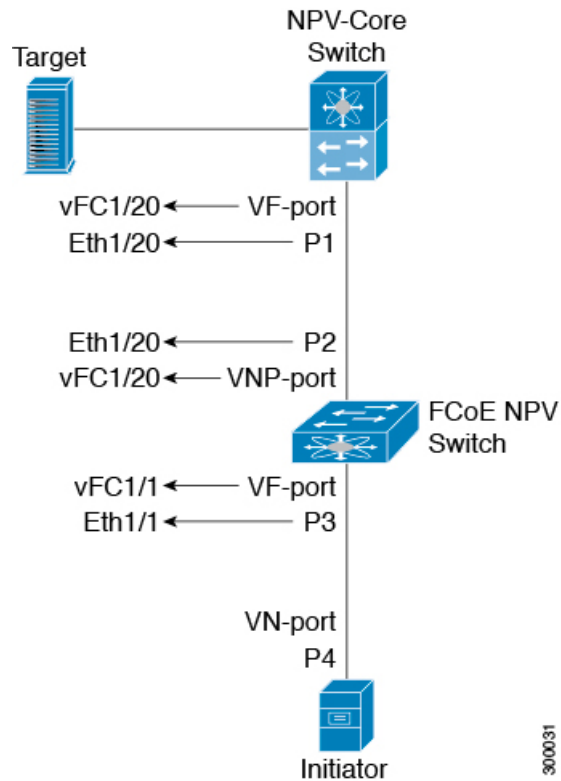 NPV-Core
Switch
Target
vFC1/20 VF-port
Eth1/20 P1
Eth1/20 P2
vFC1/20 VNP-port
FCoE NPV
Switch
vFC1/1 VF-port
Eth1/1 P3
VN-port
P4
Initiator
300031